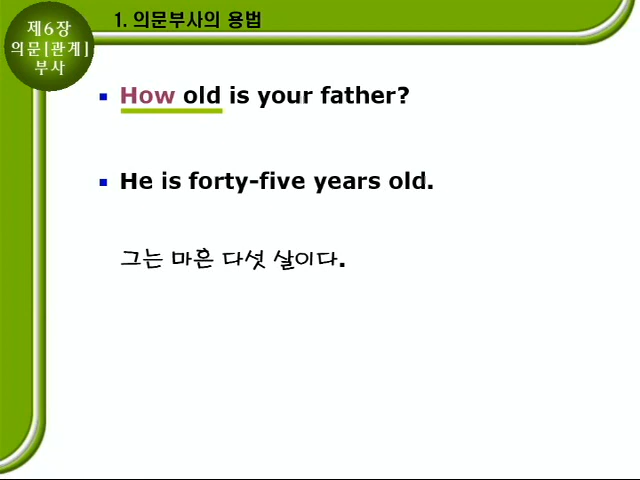 제6장
의문[관계]
부사
1. 의문부사의 용법
How old is your father?
He is forty-five years old.
그는 마흔 다섯 살이다.